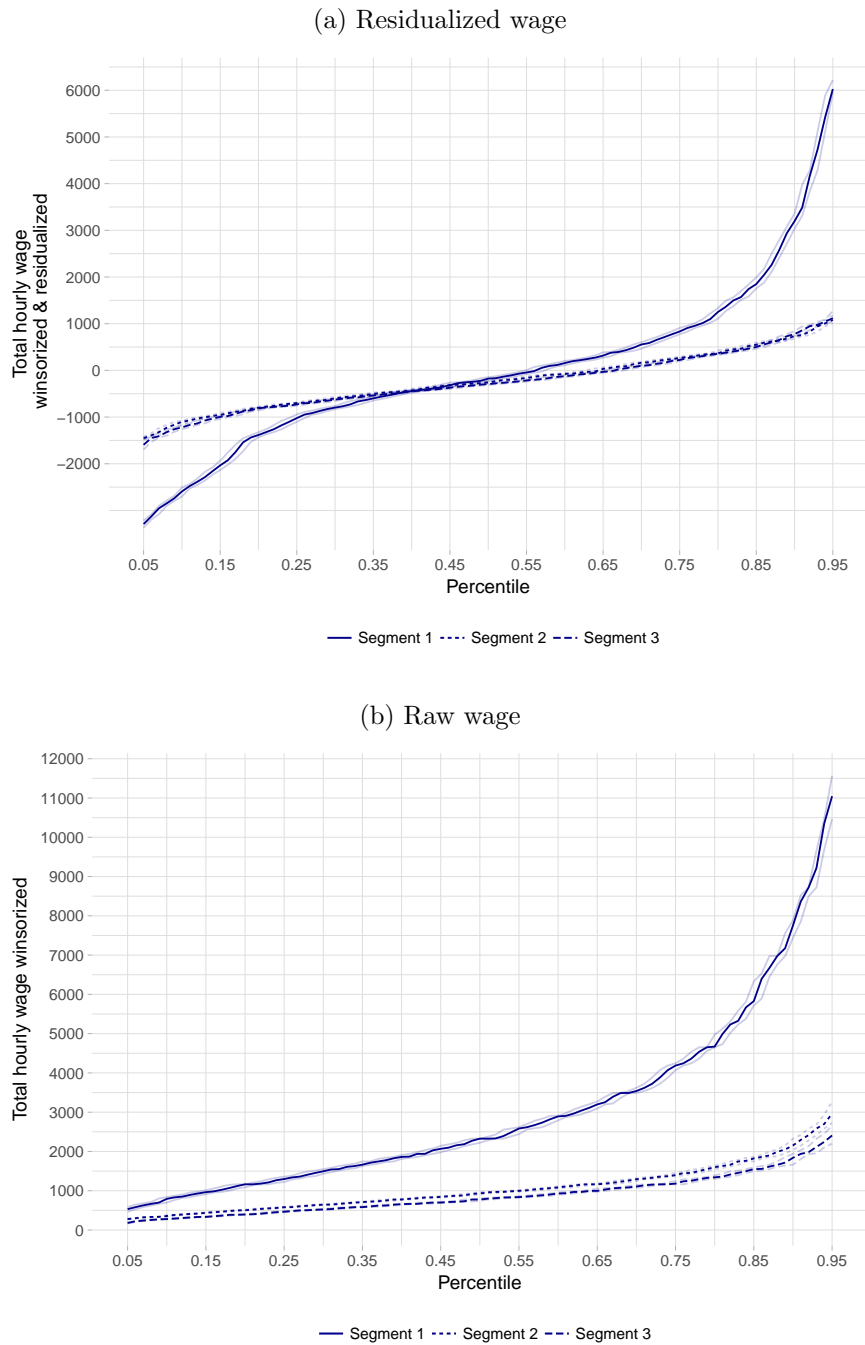 (a) Residualized wage
6000
5000
4000
3000
2000
1000
0
−1000
−2000
Total hourly wage
winsorized & residualized
0.05 0.15 0.25 0.35 0.45 0.55 0.65 0.75 0.85 0.95
Percentile
Segment 1 Segment 2 Segment 3
(b) Raw wage
12000
11000
10000
9000
8000
7000
6000
5000
4000
3000
2000
1000
0
Total hourly wage winsorized
0.05 0.15 0.25 0.35 0.45 0.55 0.65 0.75 0.85 0.95
Percentile
Segment 1 Segment 2 Segment 3